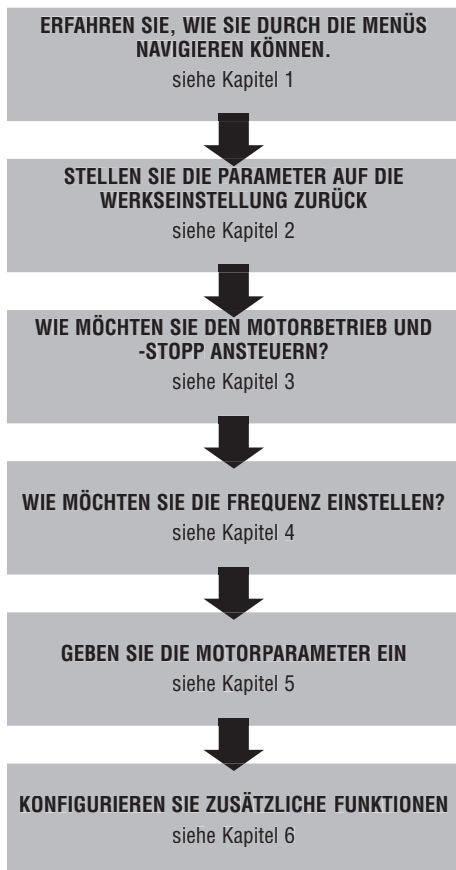 ERFAHREN SIE, WIE SIE DURCH DIE MENÜS
NAVIGIEREN KÖNNEN.
siehe Kapitel 1
STELLEN SIE DIE PARAMETER AUF DIE
WERKSEINSTELLUNG ZURÜCK
siehe Kapitel 2
WIE MÖCHTEN SIE DEN MOTORBETRIEB UND
-STOPP ANSTEUERN?
siehe Kapitel 3
WIE MÖCHTEN SIE DIE FREQUENZ EINSTELLEN?
siehe Kapitel 4
GEBEN SIE DIE MOTORPARAMETER EIN
siehe Kapitel 5
KONFIGURIEREN SIE ZUSÄTZLICHE FUNKTIONEN
siehe Kapitel 6